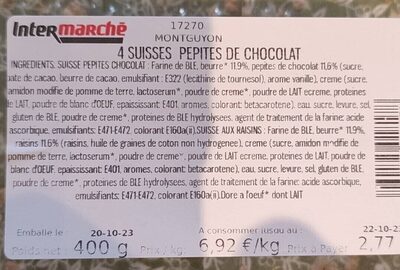 Intermarché
17270
MONTGUYON
4 SUISSES PEPITES DE CHOCOLAT
INGREDIENTS: SUISSE PEPITES CHOCOLAT : Farine de BLE, beurre* 11.9%, pepites de chocolat 11,6% (sucre,
pate de cacao, beurre de cacao, emulsifiant : E322 (lecithine de tournesol), arome vanille), creme (sucre,
amidon modifie de pomme de terre, lactoserum*, poudre de creme*, poudre de LAIT ecreme, proteines
de LAIT, poudre de blanc d'OEUF, epaississant: E401, aromes, colorant: betacarotene), eau, sucre, levure, sel,
gluten de BLE, poudre de creme*, proteines de BLE hydrolysees, agent de traitement de la farine: acide
ascorbique, emulsifiants: E471-E472, colorant E160a(ii).SUISSE AUX RAISINS : Farine de BLE, beurre* 11,9%,
raisins 11.6% (raisins, huile de graines de coton non hydrogenee), creme (sucre, amidon modifie de
pomme de terre, lactoserum*, poudre de creme*, poudre de LAIT ecreme, proteines de LAIT, poudre de
blanc d'OEUF, epaississant: E401, aromes, colorant: betacarotene), eau, sucre, levure, sel, gluten de BLE,
poudre de creme*, proteines de BLE hydrolysees, agent de traitement de la farine: acide ascorbique,
emulsifiants: E471-E472, colorant E160a(ii).Dore a l'oeuf* dont LAIT
Emballe le: 20-10-23 A consommer jusqu au : 22-10-23
Poids net 400 g Prix / kg 6,92 €/kg Prix a Payer 2,77